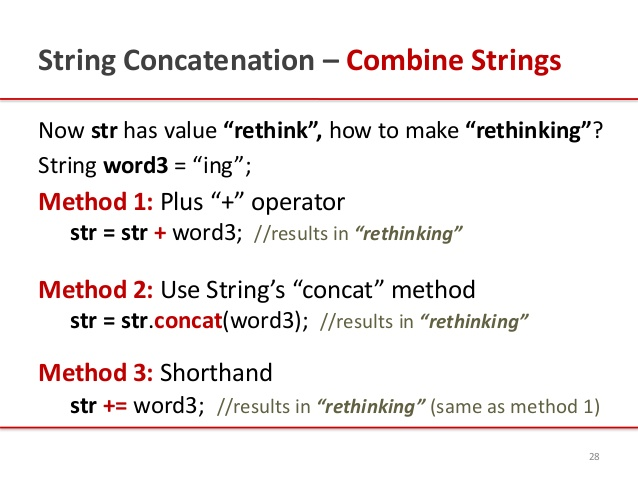 String Concatenation – Combine Strings
Now str has value “rethink”, how to make “rethinking”?
String word3 = “ing”;
Method 1: Plus “+” operator
str = str + word3; //results in “rethinking”
Method 2: Use String’s “concat” method
str = str.concat(word3); //results in “rethinking”
Method 3: Shorthand
str += word3; //results in “rethinking” (same as method 1)
28